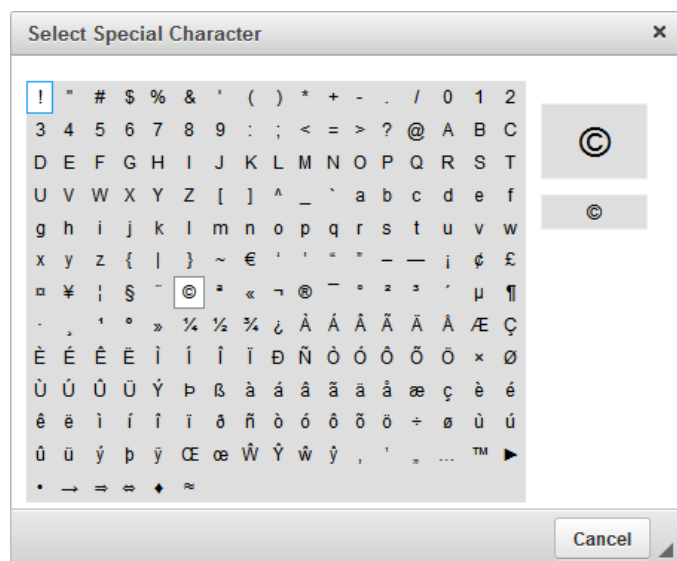 Select Special Character ×
! " # $ % & ' ( ) * + - . / 0 1 2
3 4 5 6 7 8 9 : ; < = > ? @ A B C
D E F G H I J K L M N O P Q R S T
U V W X Y Z [ ] ^ _ ` a b c d e f
g h i j k l m n o p q r s t u v w
x y z { | } ~ € ‘ ’ “ ” – — ¡ ¢ £
¤ ¥ ¦ § ¨ © ª « ¬ ® ¯ ° ² ³ ´ µ ¶
· ¸ ¹ º » ¼ ½ ¾ ¿ À Á Â Ã Ä Å Æ Ç
È É Ê Ë Ì Í Î Ï Ð Ñ Ò Ó Ô Õ Ö × Ø
Ù Ú Û Ü Ý Þ ß à á â ã ä å æ ç è é
ê ë ì í î ï ð ñ ò ó ô õ ö ÷ ø ù ú
û ü ý þ ÿ Œ œ Ŵ Ŷ ŵ ŷ ‚ ‛ „ … ™ ►
• → ⇒ ⇔ ♦ ≈
©
©
Cancel